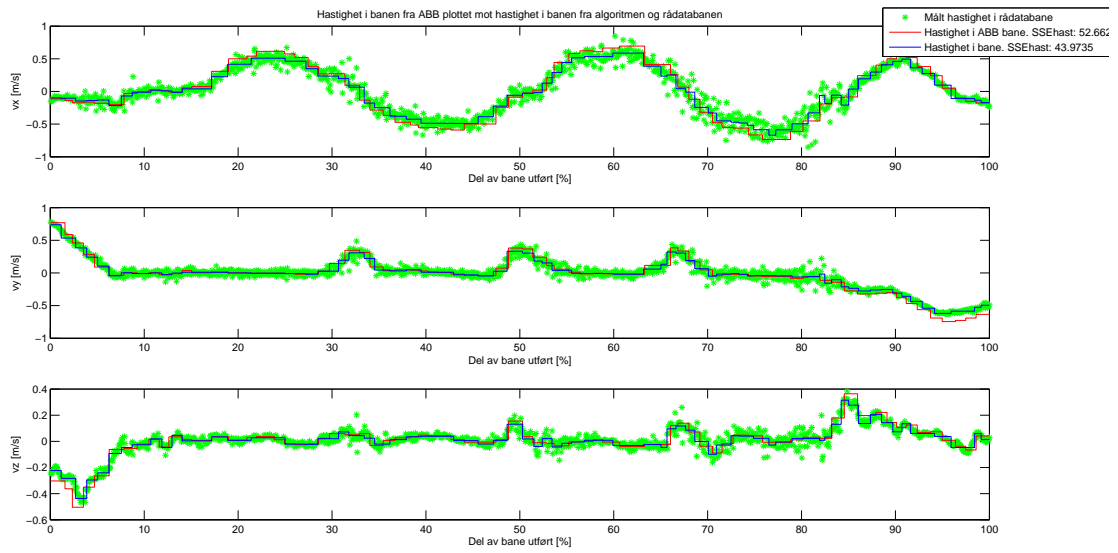 Hastighet i banen fra ABB plottet mot hastighet i banen fra algoritmen og rådatabanen
Målt hastighet i rådatabane
Hastighet i ABB bane. SSEhast: 52.662
Hastighet i bane. SSEhast: 43.9735
1
0.5
0
−0.5
−1
vx [m/s]
0 10 20 30 40 50 60 70 80 90 100
Del av bane utført [%]
1
0.5
0
−0.5
−1
vy [m/s]
0 10 20 30 40 50 60 70 80 90 100
Del av bane utført [%]
0.4
0.2
0
−0.2
−0.4
−0.6
vz [m/s]
0 10 20 30 40 50 60 70 80 90 100
Del av bane utført [%]